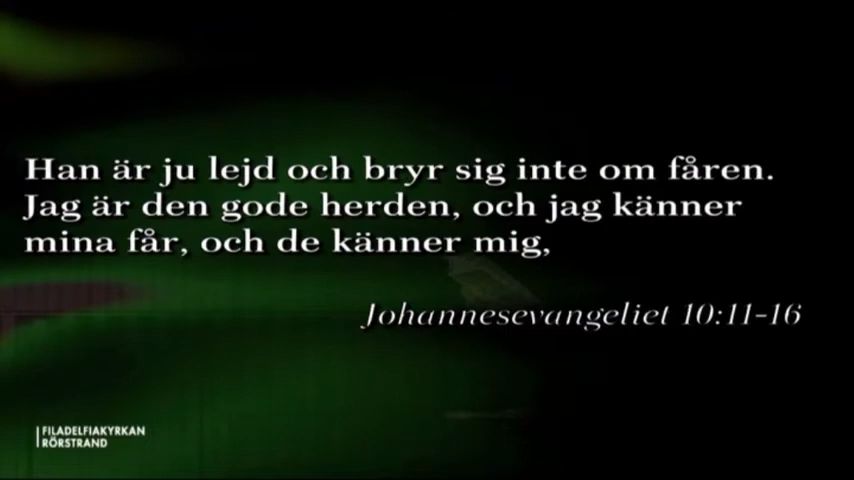 Han är ju lejd och bryr sig inte om fåren.
Jag är den gode herden, och jag känner
mina får, och de känner mig,
Johannesevangeliet 10:11-16
FILADELFIAKYRKAN
RÖRSTRAND